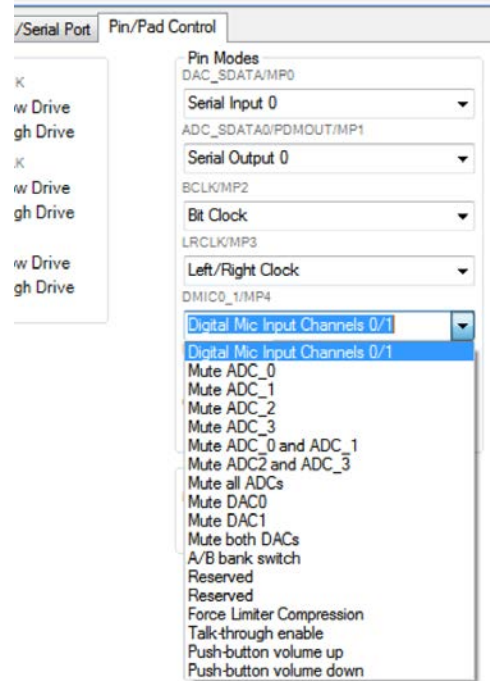 /Serial Port
Pin/Pad Control
K
w Drive
gh Drive
K
w Drive
gh Drive
w Drive
gh Drive
Pin Modes
DAC_SDATA/MP0
Serial Input 0
ADC_SDATA0/PDMOUT/MP1
Serial Output 0
BCLK/MP2
Bit Clock
LRCLK/MP3
Left/Right Clock
DMIC0_1/MP4
Digital Mic Input Channels 0/1
Digital Mic Input Channels 0/1
Mute ADC_0
Mute ADC_1
Mute ADC_2
Mute ADC_3
Mute ADC_0 and ADC_1
Mute ADC2 and ADC_3
Mute all ADCs
Mute DAC0
Mute DAC1
Mute both DACs
A/B bank switch
Reserved
Reserved
Force Limiter Compression
Talk-through enable
Push-button volume up
Push-button volume down